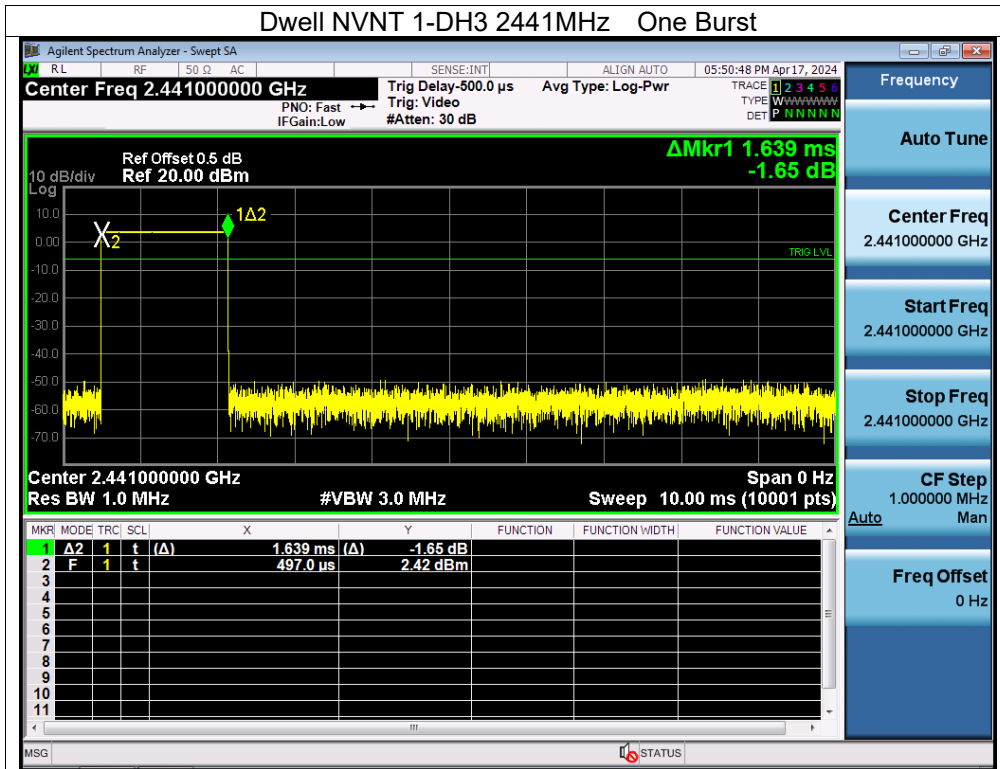 Dwell NVNT 1-DH3 2441MHz One Burst
Agilent Spectrum Analyzer - Swept SA
LXI RL RF 50 Ω AC SENSE:INT ALIGN AUTO 05:50:48 PM Apr 17, 2024
Center Freq 2.441000000 GHz
PNO: Fast
IFGain:Low
Trig Delay-500.0 µs
Trig: Video
#Atten: 30 dB
Avg Type: Log-Pwr
TRACE 1 2 3 4 5 6
TYPE WWWWWW
DET P N N N N N
Frequency
Auto Tune
Center Freq
2.441000000 GHz
Start Freq
2.441000000 GHz
Stop Freq
2.441000000 GHz
CF Step
1.000000 MHz
Auto Man
Freq Offset
0 Hz
ΔMkr1 1.639 ms
-1.65 dB
Ref Offset 0.5 dB
10 dB/div Ref 20.00 dBm
Log
10.0
0.00
-10.0
-20.0
-30.0
-40.0
-50.0
-60.0
-70.0
1Δ2
2
TRIG LVL
Center 2.441000000 GHz Span 0 Hz
Res BW 1.0 MHz #VBW 3.0 MHz Sweep 10.00 ms (10001 pts)
MKR MODE TRC SCL X Y FUNCTION FUNCTION WIDTH FUNCTION VALUE
1 Δ2 1 t (Δ) 1.639 ms (Δ) -1.65 dB
2 F 1 t 497.0 µs 2.42 dBm
3
4
5
6
7
8
9
10
11
MSG STATUS